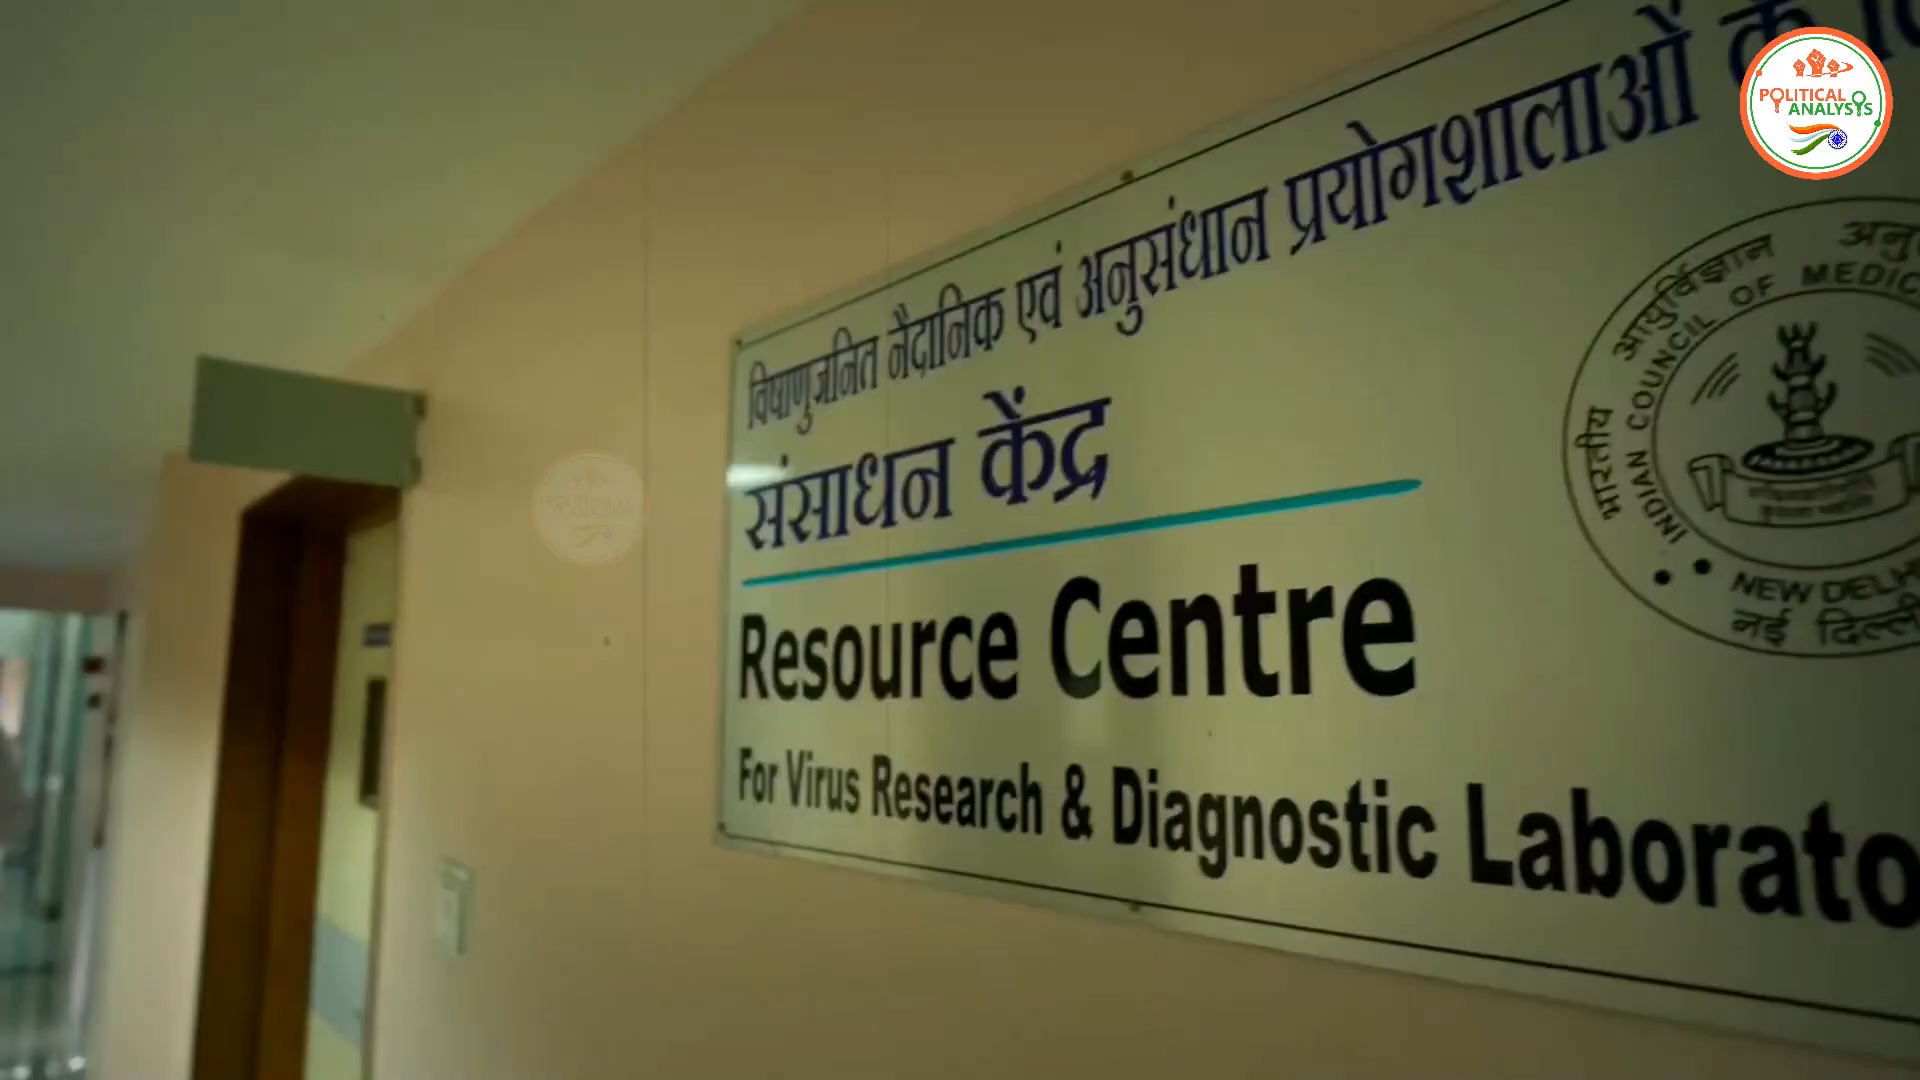 विषाणुजनित नैदानिक एवं अनुसंधान प्रयोगशालाओं
संसाधन केंद्र
Resource Centre
For Virus Research & Diagnostic Laborato
भारतीय आयुर्विज्ञान अनु
INDIAN COUNCIL OF MEDIC
NEW DELH
नई दिल्ली
POLITICAL
ANALYSIS